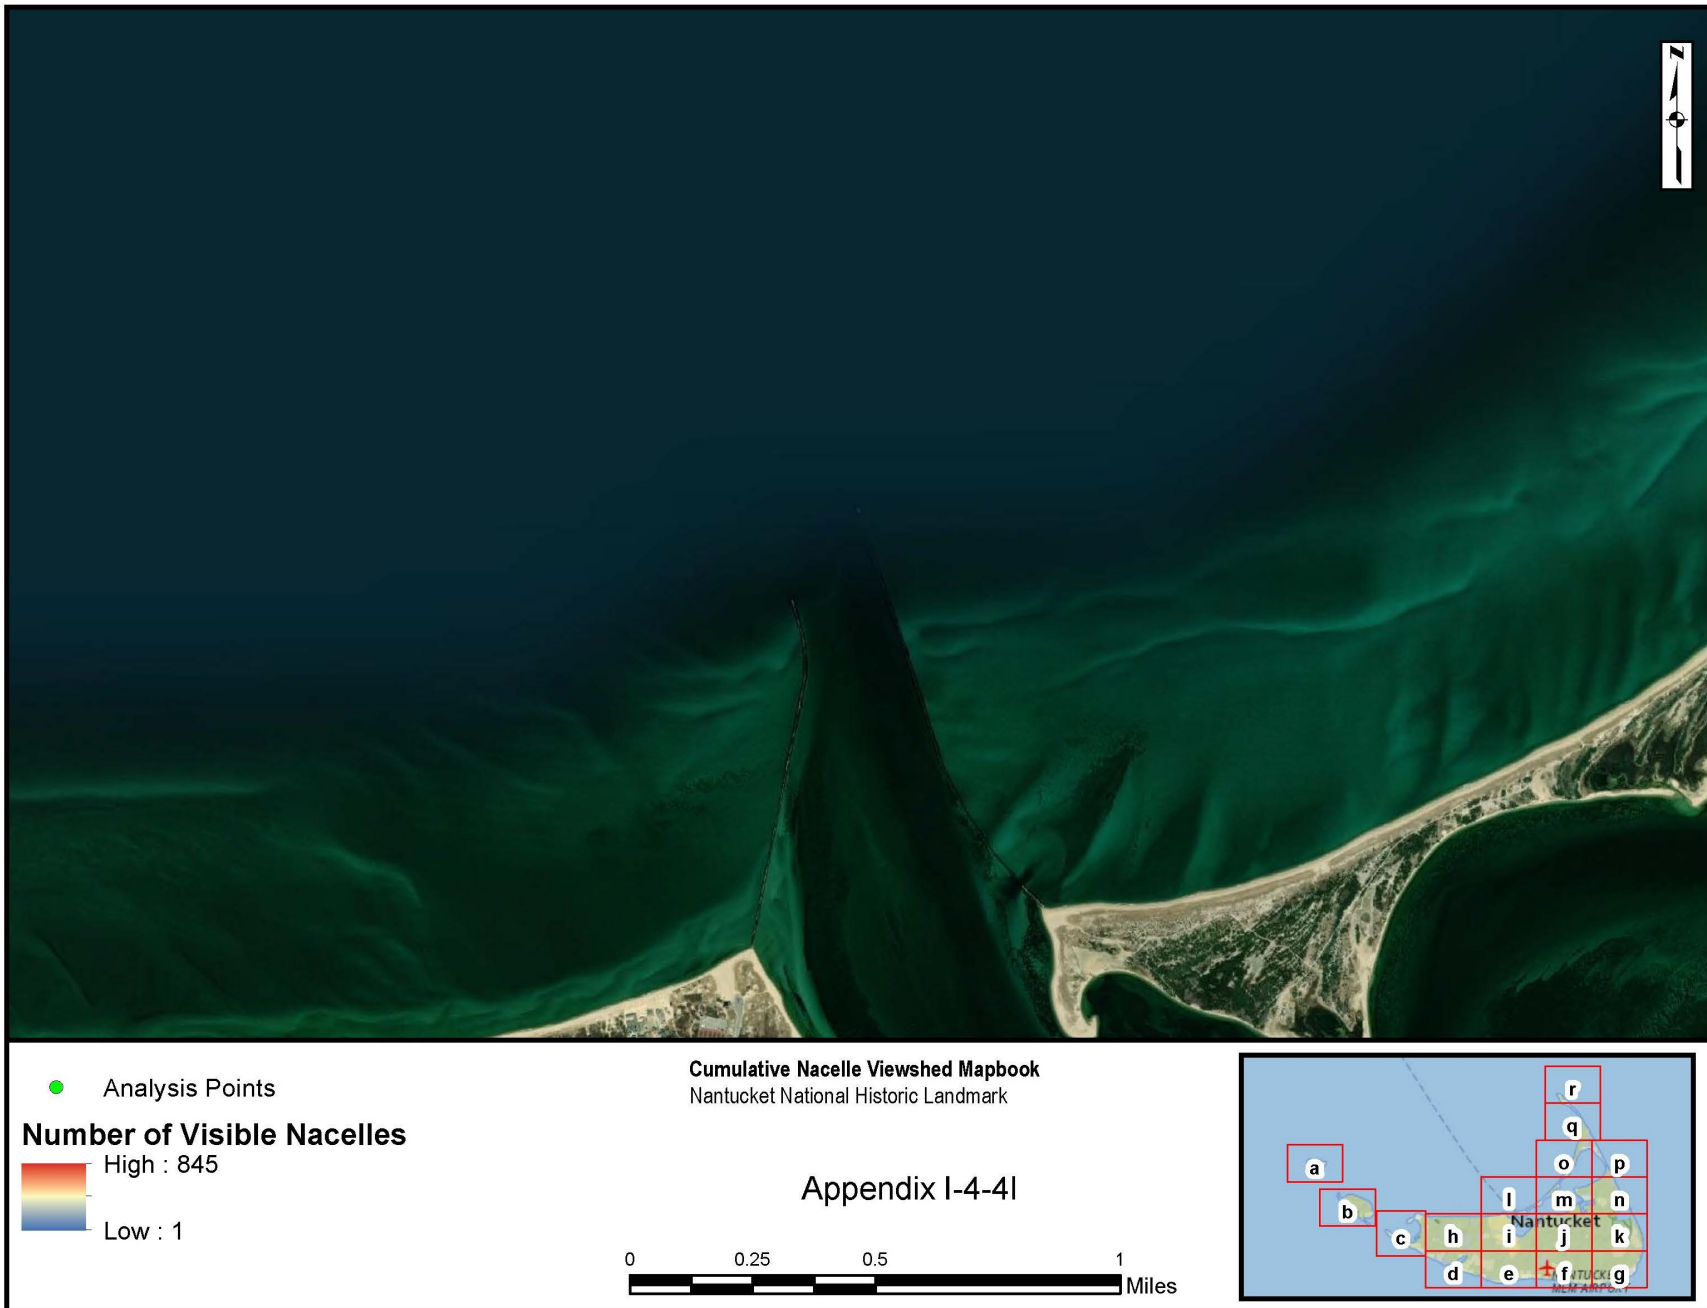 N
Analysis Points
Number of Visible Nacelles
High : 845
Low : 1
Cumulative Nacelle Viewshed Mapbook
Nantucket National Historic Landmark
Appendix I-4-4l
0 0.25 0.5 1
Miles
r
q
a
o p
b
l m n
Nantucket
c h i j k
d e f g